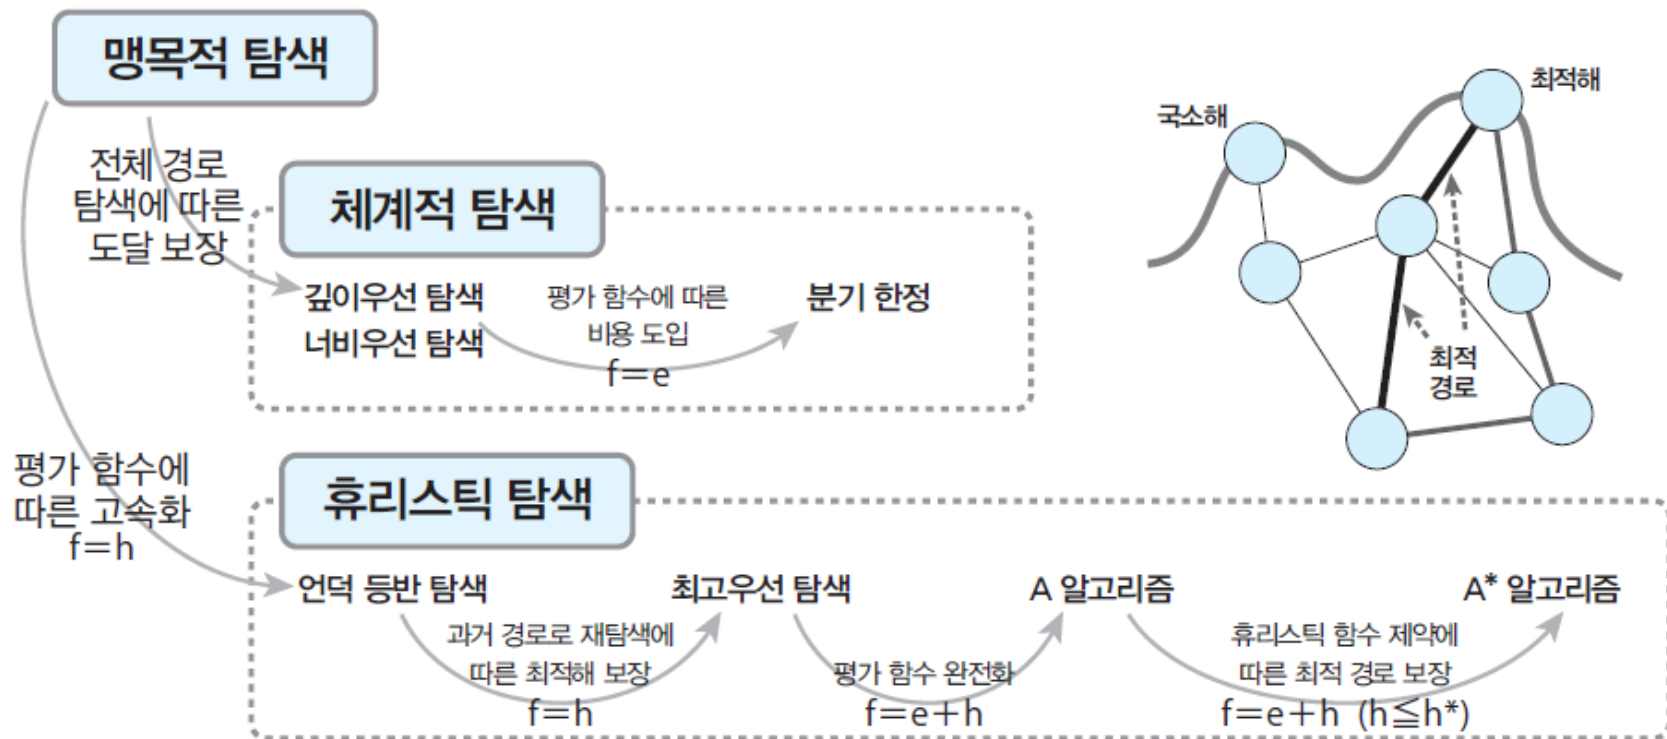 맹목적 탐색
전체 경로
탐색에 따른
도달 보장
체계적 탐색
깊이우선 탐색
너비우선 탐색
평가 함수에 따른
비용 도입
f=e
분기 한정
국소해
최적해
최적
경로
평가 함수에
따른 고속화
f=h
휴리스틱 탐색
언덕 등반 탐색
과거 경로로 재탐색에
따른 최적해 보장
f=h
최고우선 탐색
평가 함수 완전화
f=e+h
A 알고리즘
휴리스틱 함수 제약에
따른 최적 경로 보장
f=e+h (h≦h*)
A* 알고리즘